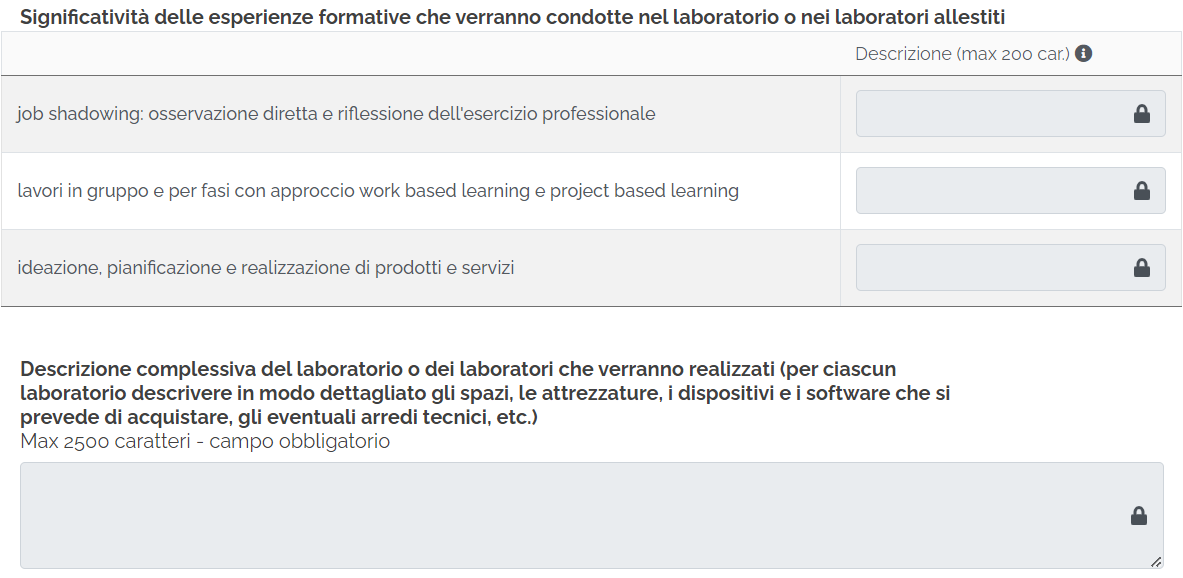 Significatività delle esperienze formative che verranno condotte nel laboratorio o nei laboratori allestiti
Descrizione (max 200 car.)
job shadowing: osservazione diretta e riflessione dell'esercizio professionale
lavori in gruppo e per fasi con approccio work based learning e project based learning
ideazione, pianificazione e realizzazione di prodotti e servizi
Descrizione complessiva del laboratorio o dei laboratori che verranno realizzati (per ciascun
laboratorio descrivere in modo dettagliato gli spazi, le attrezzature, i dispositivi e i software che si
prevede di acquistare, gli eventuali arredi tecnici, etc.)
Max 2500 caratteri - campo obbligatorio